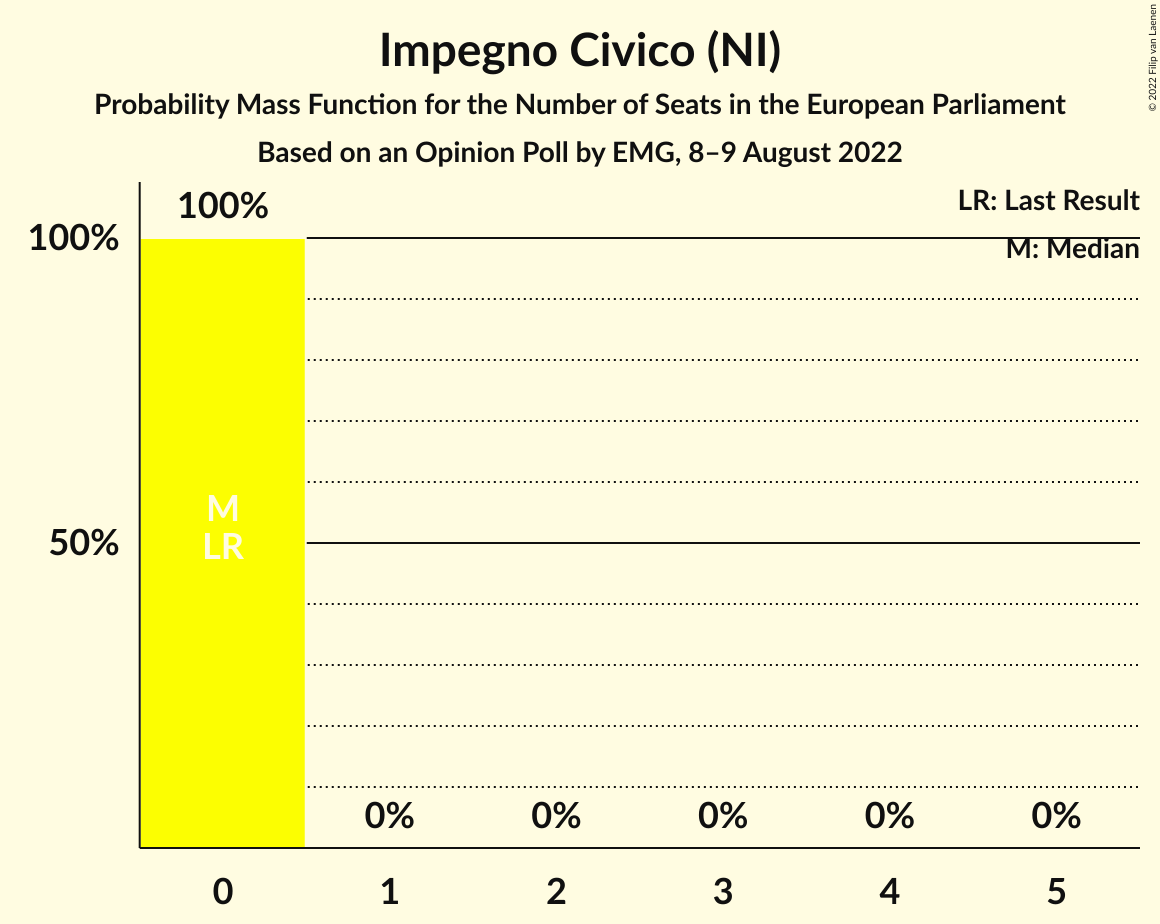 Impegno Civico (NI)
Probability Mass Function for the Number of Seats in the European Parliament
Based on an Opinion Poll by EMG, 8–9 August 2022
© 2022 Filip van Laenen
LR: Last Result
M: Median
100%
100%
50%
M
LR
0%
0%
0%
0%
0%
0
1
2
3
4
5